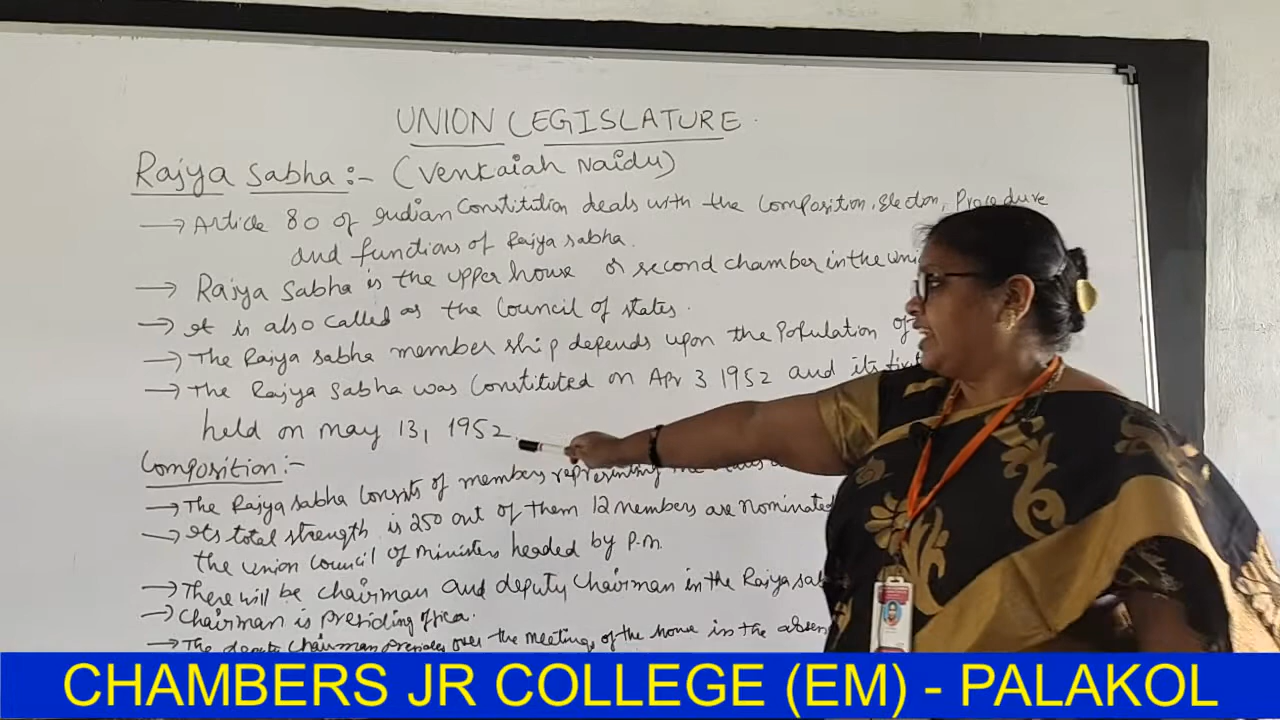 UNION LEGISLATURE
Rajya Sabha :- (Venkaiah Naidu)
→ Article 80 of Indian Constitution deals with the Composition, Election, Procedure
and functions of Rajya sabha.
→ Rajya Sabha is the upper house or second chamber in the
→ It is also called as the Council of states.
→ The Rajya sabha member ship depends upon the Population of
→ The Rajya Sabha was Constituted on Apr 3 1952 and its
held on may 13, 1952.
Composition :-
→ The Rajya sabha Consists of members representing the
→ Its total strength is 250 out of them 12 members are nominated
the union Council of Ministers headed by P.M.
→ There will be chairman and deputy Chairman in the Rajya
→ Chairman is presiding officer.
→ The deputy Chairman presides over the meetings of the house in the
CHAMBERS JR COLLEGE (EM) - PALAKOL